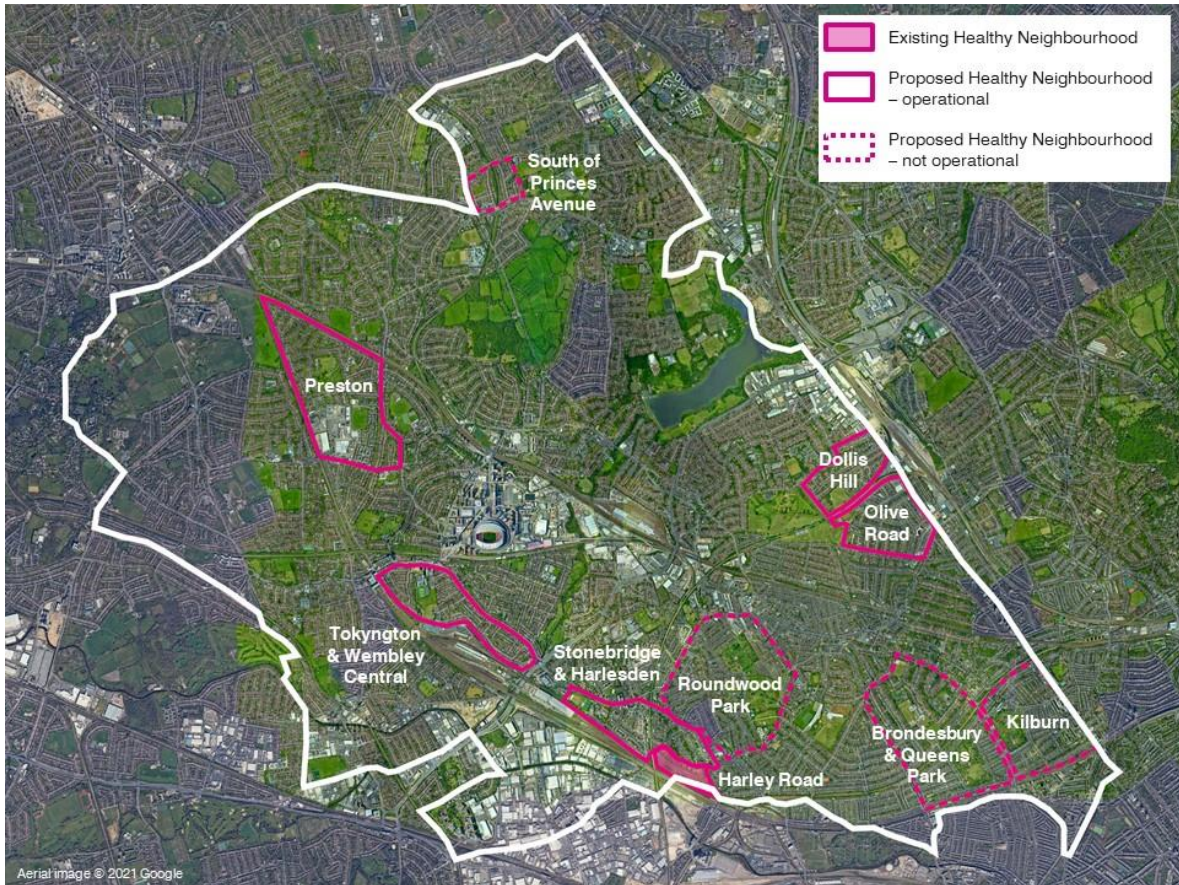 Existing Healthy Neighbourhood
Proposed Healthy Neighbourhood
– operational
Proposed Healthy Neighbourhood
– not operational
South of
Princes
Avenue
Preston
Dollis
Hill
Olive
Road
Tokyngton
& Wembley
Central
Stonebridge
& Harlesden
Roundwood
Park
Brondesbury
& Queens
Park
Kilburn
Harley Road
Aerial image © 2021 Google